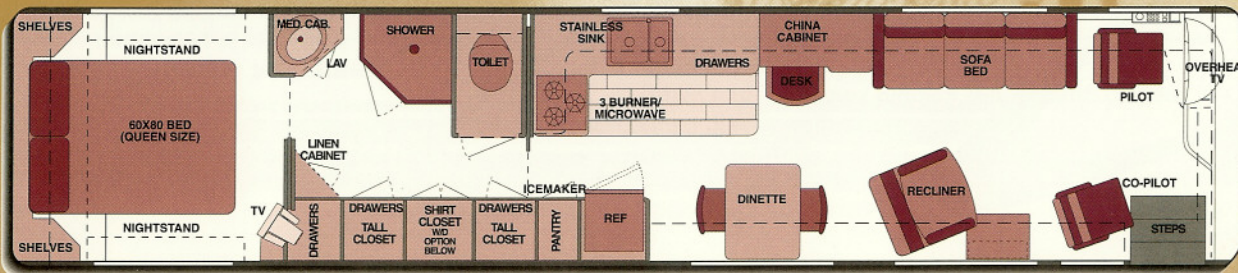 SHELVES
NIGHTSTAND
60X80 BED
(QUEEN SIZE)
NIGHTSTAND
SHELVES
MED. CAB.
LAV
SHOWER
TOILET
LINEN
CABINET
TV
DRAWERS
DRAWERS
TALL
CLOSET
SHIRT
CLOSET
W/D
OPTION
BELOW
DRAWERS
TALL
CLOSET
PANTRY
ICEMAKER
REF
STAINLESS
SINK
DRAWERS
3 BURNER/
MICROWAVE
CHINA
CABINET
DESK
SOFA
BED
DINETTE
RECLINER
PILOT
OVERHEA
TV
CO-PILOT
STEPS